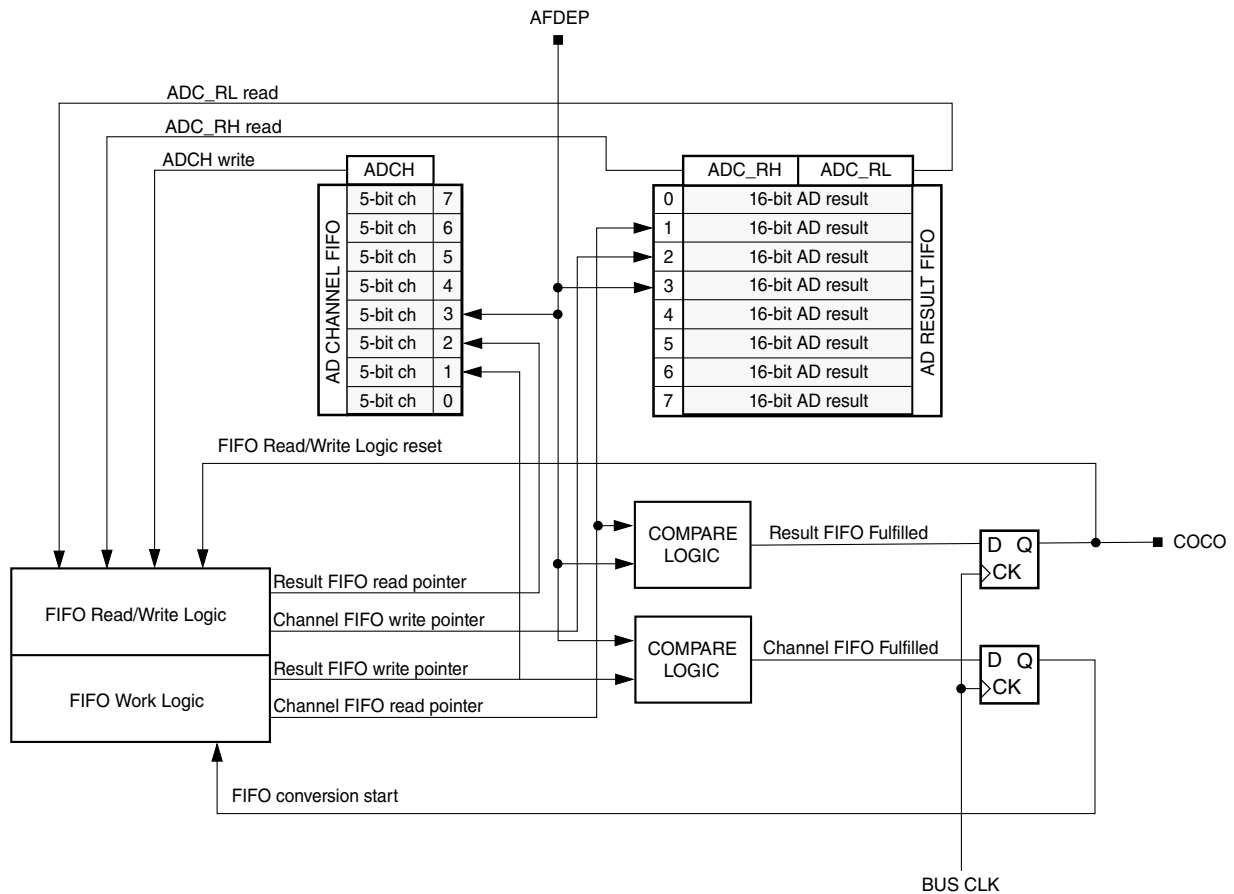 AFDEP
ADC_RL read
ADC_RH read
ADCH write
ADCH
ADC_RH ADC_RL
AD CHANNEL FIFO
5-bit ch 7
5-bit ch 6
5-bit ch 5
5-bit ch 4
5-bit ch 3
5-bit ch 2
5-bit ch 1
5-bit ch 0
0 16-bit AD result
1 16-bit AD result
2 16-bit AD result
3 16-bit AD result
4 16-bit AD result
5 16-bit AD result
6 16-bit AD result
7 16-bit AD result
AD RESULT FIFO
FIFO Read/Write Logic reset
COMPARE
LOGIC
Result FIFO Fulfilled
D Q
CK
COCO
FIFO Read/Write Logic
Result FIFO read pointer
Channel FIFO write pointer
FIFO Work Logic
Result FIFO write pointer
Channel FIFO read pointer
COMPARE
LOGIC
Channel FIFO Fulfilled
D Q
CK
FIFO conversion start
BUS CLK